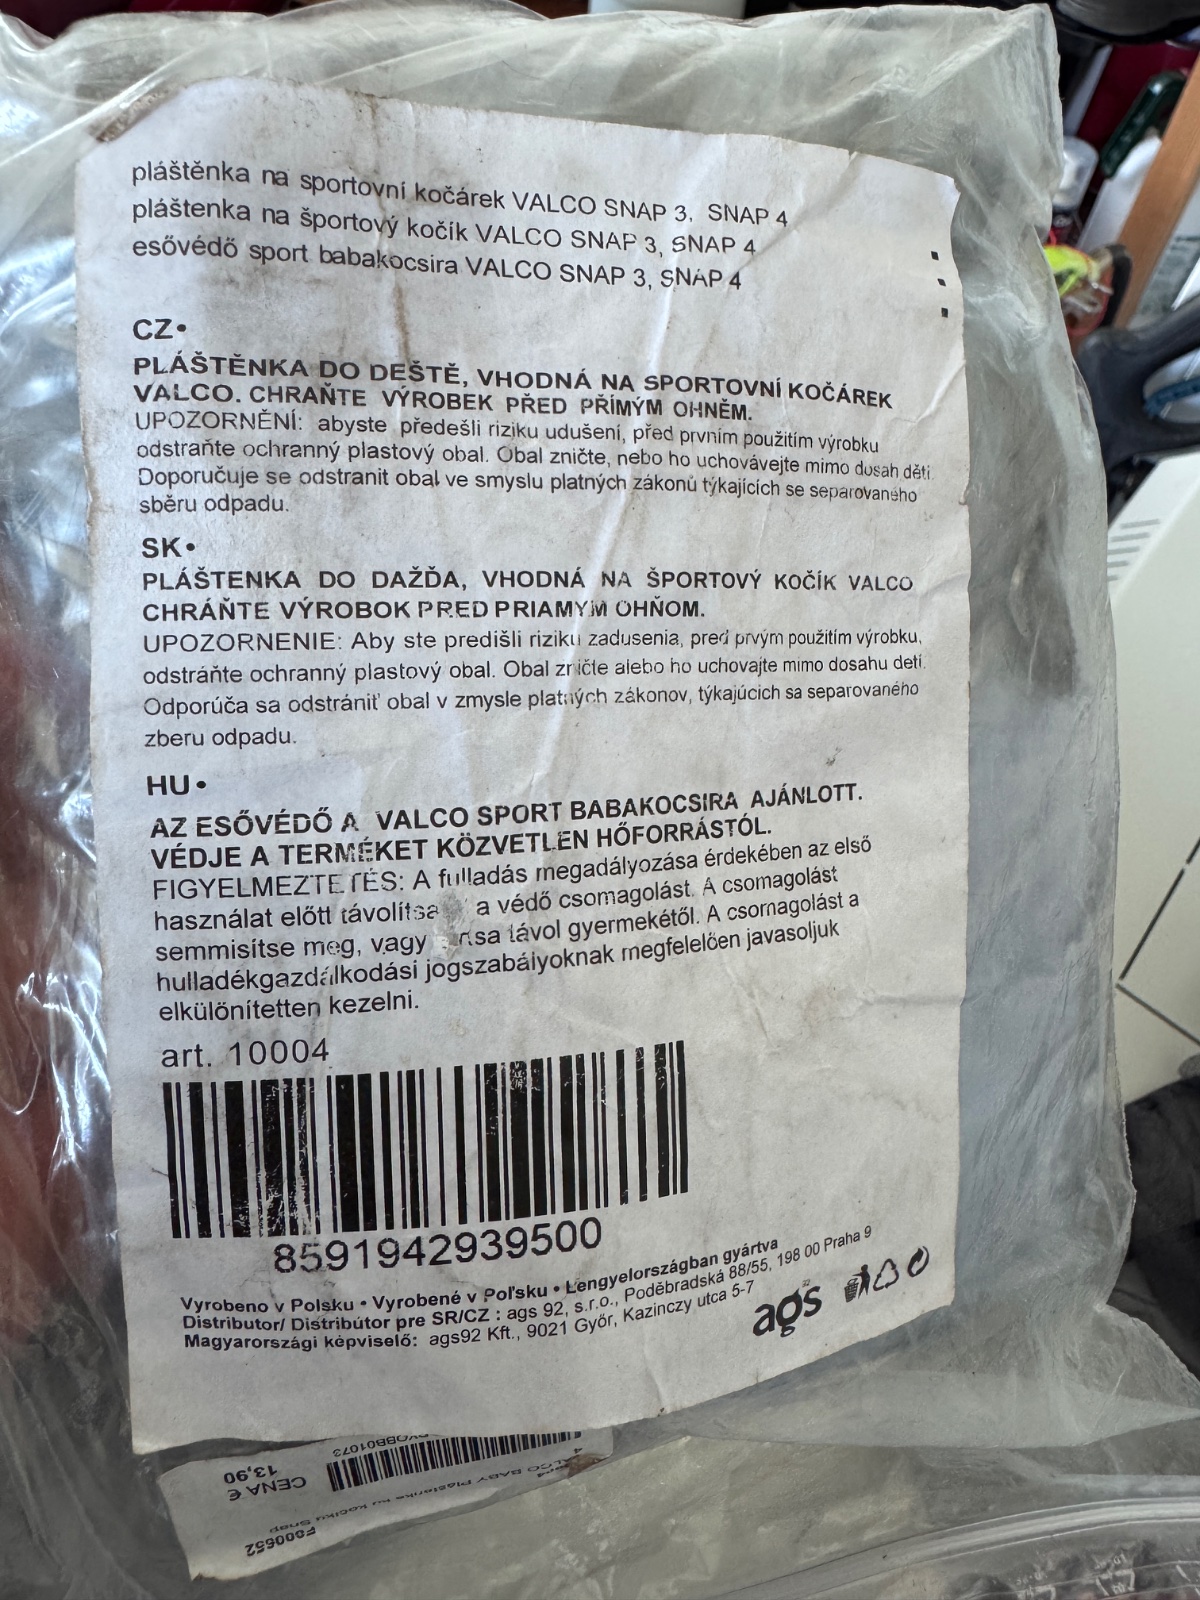 pláštěnka na sportovní kočárek VALCO SNAP 3, SNAP 4
pláštenka na športový kočík VALCO SNAP 3, SNAP 4
esővédő sport babakocsira VALCO SNAP 3, SNAP 4
CZ•
PLÁŠTĚNKA DO DEŠTĚ, VHODNÁ NA SPORTOVNÍ KOČÁREK
VALCO. CHRAŇTE VÝROBEK PŘED PŘÍMÝM OHNĚM.
UPOZORNĚNÍ: abyste předešli riziku udušení, před prvním použitím výrobku
odstraňte ochranný plastový obal. Obal zničte, nebo ho uchovávejte mimo dosah dětí.
Doporučuje se odstranit obal ve smyslu platných zákonů týkajících se separovaného
sběru odpadu.
SK•
PLÁŠTENKA DO DAŽĎA, VHODNÁ NA ŠPORTOVÝ KOČÍK VALCO
CHRÁŇTE VÝROBOK PRED PRIAMYM OHŇOM.
UPOZORNENIE: Aby ste predišli riziku zadusenia, pred prvým použitím výrobku,
odstráňte ochranný plastový obal. Obal zničte alebo ho uchovajte mimo dosahu detí.
Odporúča sa odstrániť obal v zmysle platných zákonov, týkajúcich sa separovaného
zberu odpadu.
HU•
AZ ESŐVÉDŐ A VALCO SPORT BABAKOCSIRA AJÁNLOTT.
VÉDJE A TERMÉKET KÖZVETLEN HŐFORRÁSTÓL.
FIGYELMEZTETÉS: A fulladás megadályozása érdekében az első
használat előtt távolítsa a védő csomagolást. A csomagolást
semmisítse meg, vagy távol gyermekétől. A csomagolást a
hulladékgazdálkodási jogszabályoknak megfelelően javasoljuk
elkülönítetten kezelni.
art. 10004
8591942939500
Vyrobeno v Polsku • Vyrobené v Poľsku • Lengyelországban gyártva
Distributor/ Distribútor pre SR/CZ : ags 92, s.r.o., Poděbradská 88/55, 198 00 Praha 9
Magyarországi képviselő: ags92 Kft., 9021 Győr, Kazinczy utca 5-7
ags 92
F000652
BABY Pláštenka ku kočíku Snap
4
CENA €
13,90